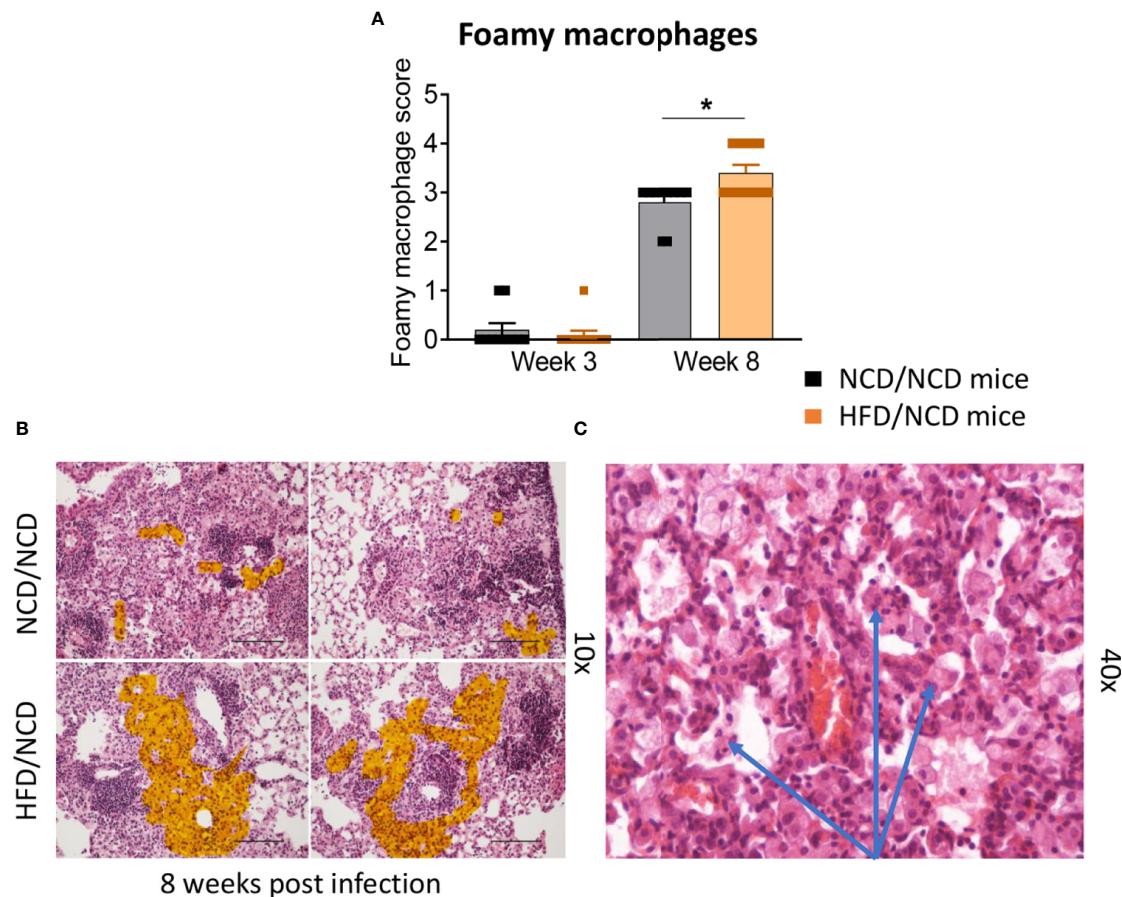 A
Foamy macrophages
Foamy macrophage score
5
4
3
2
1
0
*
Week 3
Week 8
NCD/NCD mice
HFD/NCD mice
B
C
NCD/NCD
HFD/NCD
10x
40x
8 weeks post infection